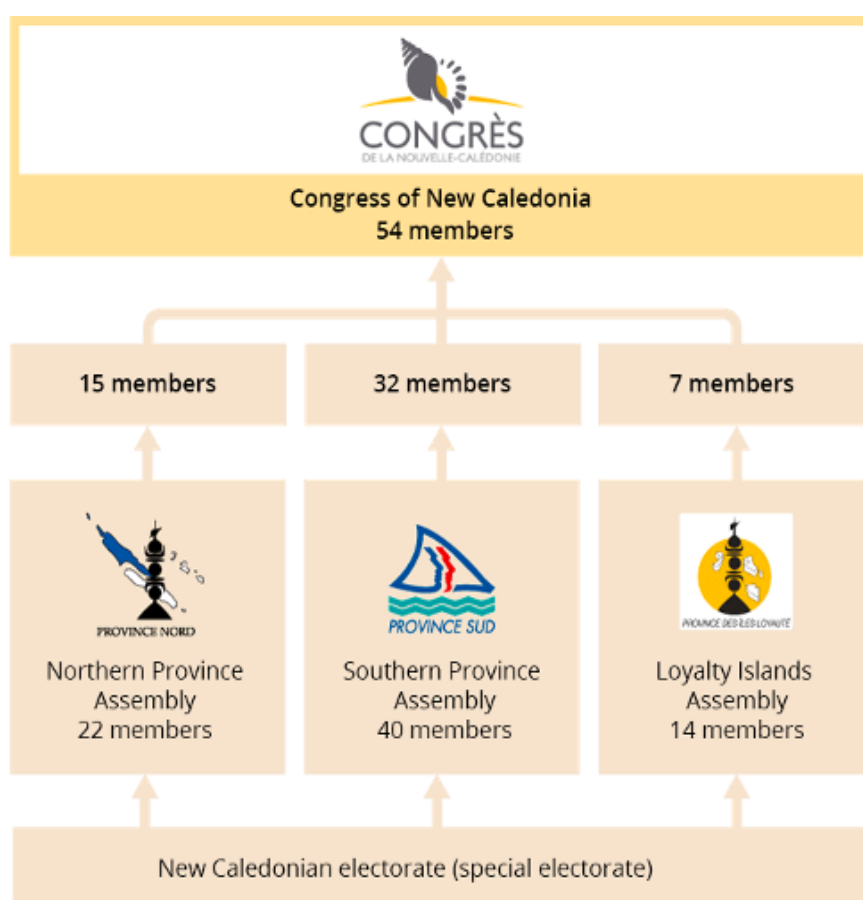 CONGRÈS
DE LA NOUVELLE-CALÉDONIE
Congress of New Caledonia
54 members
15 members
32 members
7 members
PROVINCE NORD
Northern Province
Assembly
22 members
PROVINCE SUD
Southern Province
Assembly
40 members
PROVINCE DES ÎLES LOYAUTÉ
Loyalty Islands
Assembly
14 members
New Caledonian electorate (special electorate)